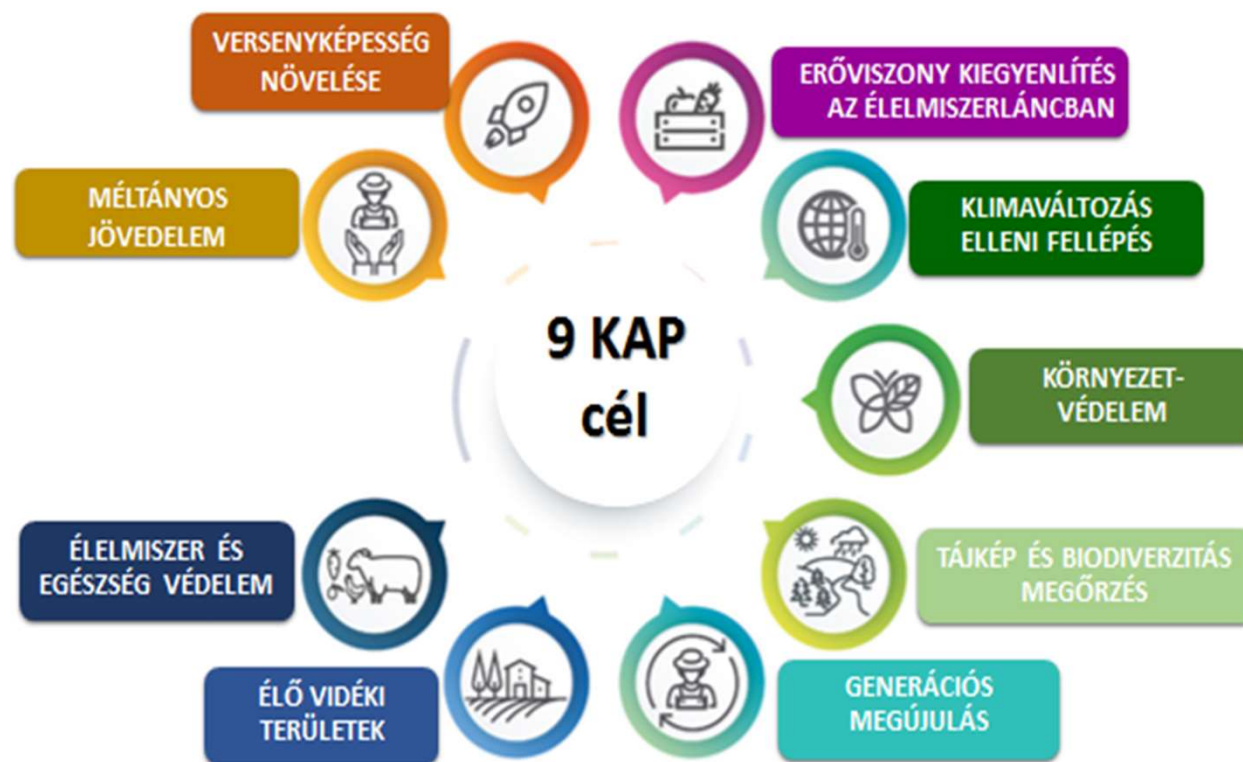 VERSENYKÉPESSÉG
NÖVELÉSE
ERŐVISZONY KIEGYENLÍTÉS
AZ ÉLELMISZERLÁNCBAN
MÉLTÁNYOS
JÖVEDELEM
KLIMAVÁLTOZÁS
ELLENI FELLÉPÉS
9 KAP
cél
KÖRNYEZET-
VÉDELEM
ÉLELMISZER ÉS
EGÉSZSÉG VÉDELEM
TÁJKÉP ÉS BIODIVERZITÁS
MEGŐRZÉS
ÉLŐ VIDÉKI
TERÜLETEK
GENERÁCIÓS
MEGÚJULÁS